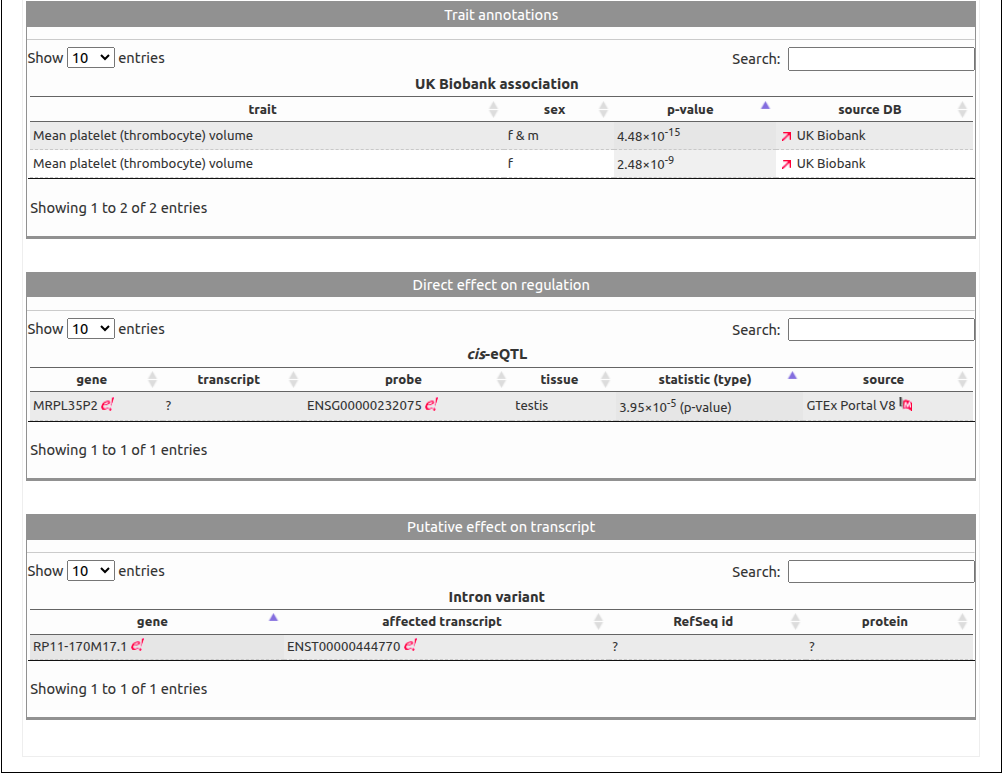 Trait annotations
Show 10 entries Search:
UK Biobank association
trait sex p-value source DB
Mean platelet (thrombocyte) volume f & m 4.48×10⁻¹⁵ UK Biobank
Mean platelet (thrombocyte) volume f 2.48×10⁻⁹ UK Biobank
Showing 1 to 2 of 2 entries
Direct effect on regulation
Show 10 entries Search:
cis-eQTL
gene transcript probe tissue statistic (type) source
MRPL35P2 e! ? ENSG00000232075 e! testis 3.95×10⁻⁵ (p-value) GTEx Portal V8
Showing 1 to 1 of 1 entries
Putative effect on transcript
Show 10 entries Search:
Intron variant
gene affected transcript RefSeq id protein
RP11-170M17.1 e! ENST00000444770 e! ? ?
Showing 1 to 1 of 1 entries